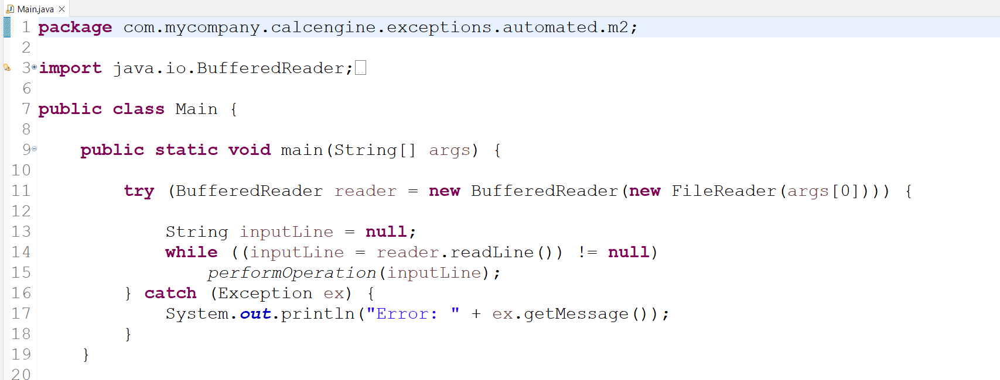 Main.java
1 package com.mycompany.calcengine.exceptions.automated.m2;
2
3 import java.io.BufferedReader;
6
7 public class Main {
8
9 public static void main(String[] args) {
10
11 try (BufferedReader reader = new BufferedReader(new FileReader(args[0]))) {
12
13 String inputLine = null;
14 while ((inputLine = reader.readLine()) != null)
15 performOperation(inputLine);
16 } catch (Exception ex) {
17 System.out.println("Error: " + ex.getMessage());
18 }
19 }
20